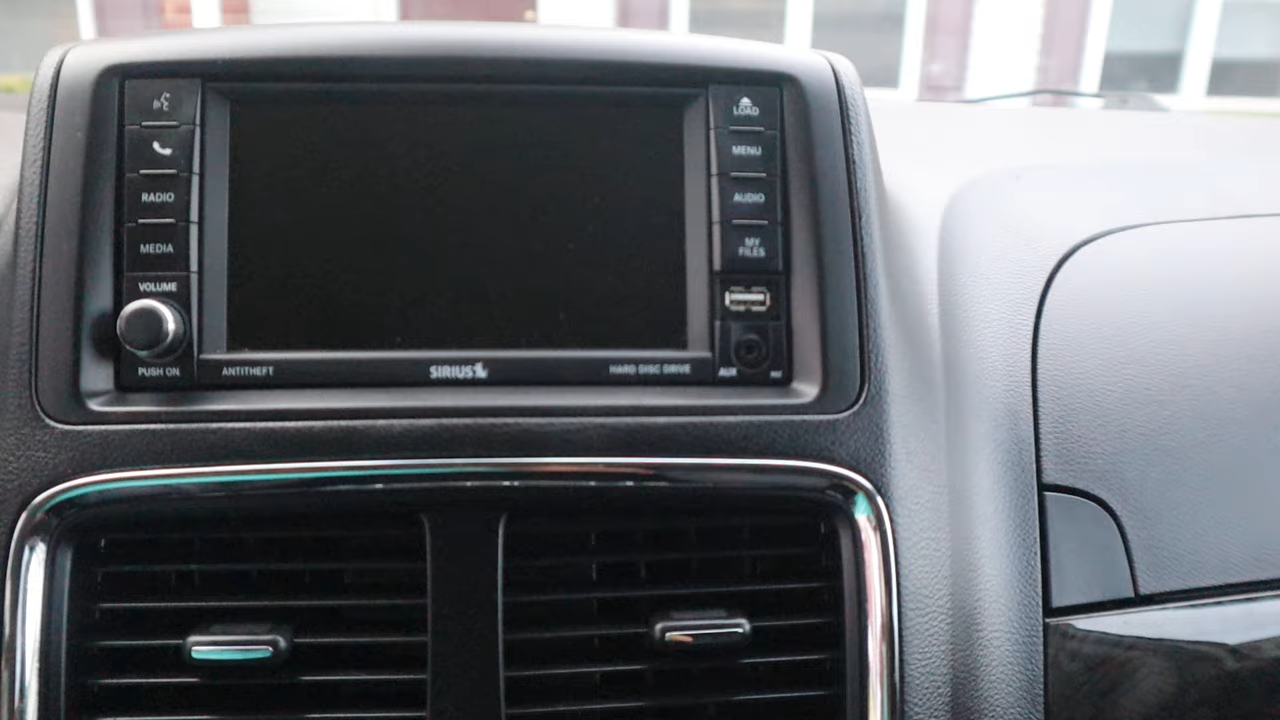 RADIO
MEDIA
VOLUME
PUSH ON
ANTITHEFT
SIRIUS
HARD DISC DRIVE
LOAD
MENU
AUDIO
MY
FILES
AUX